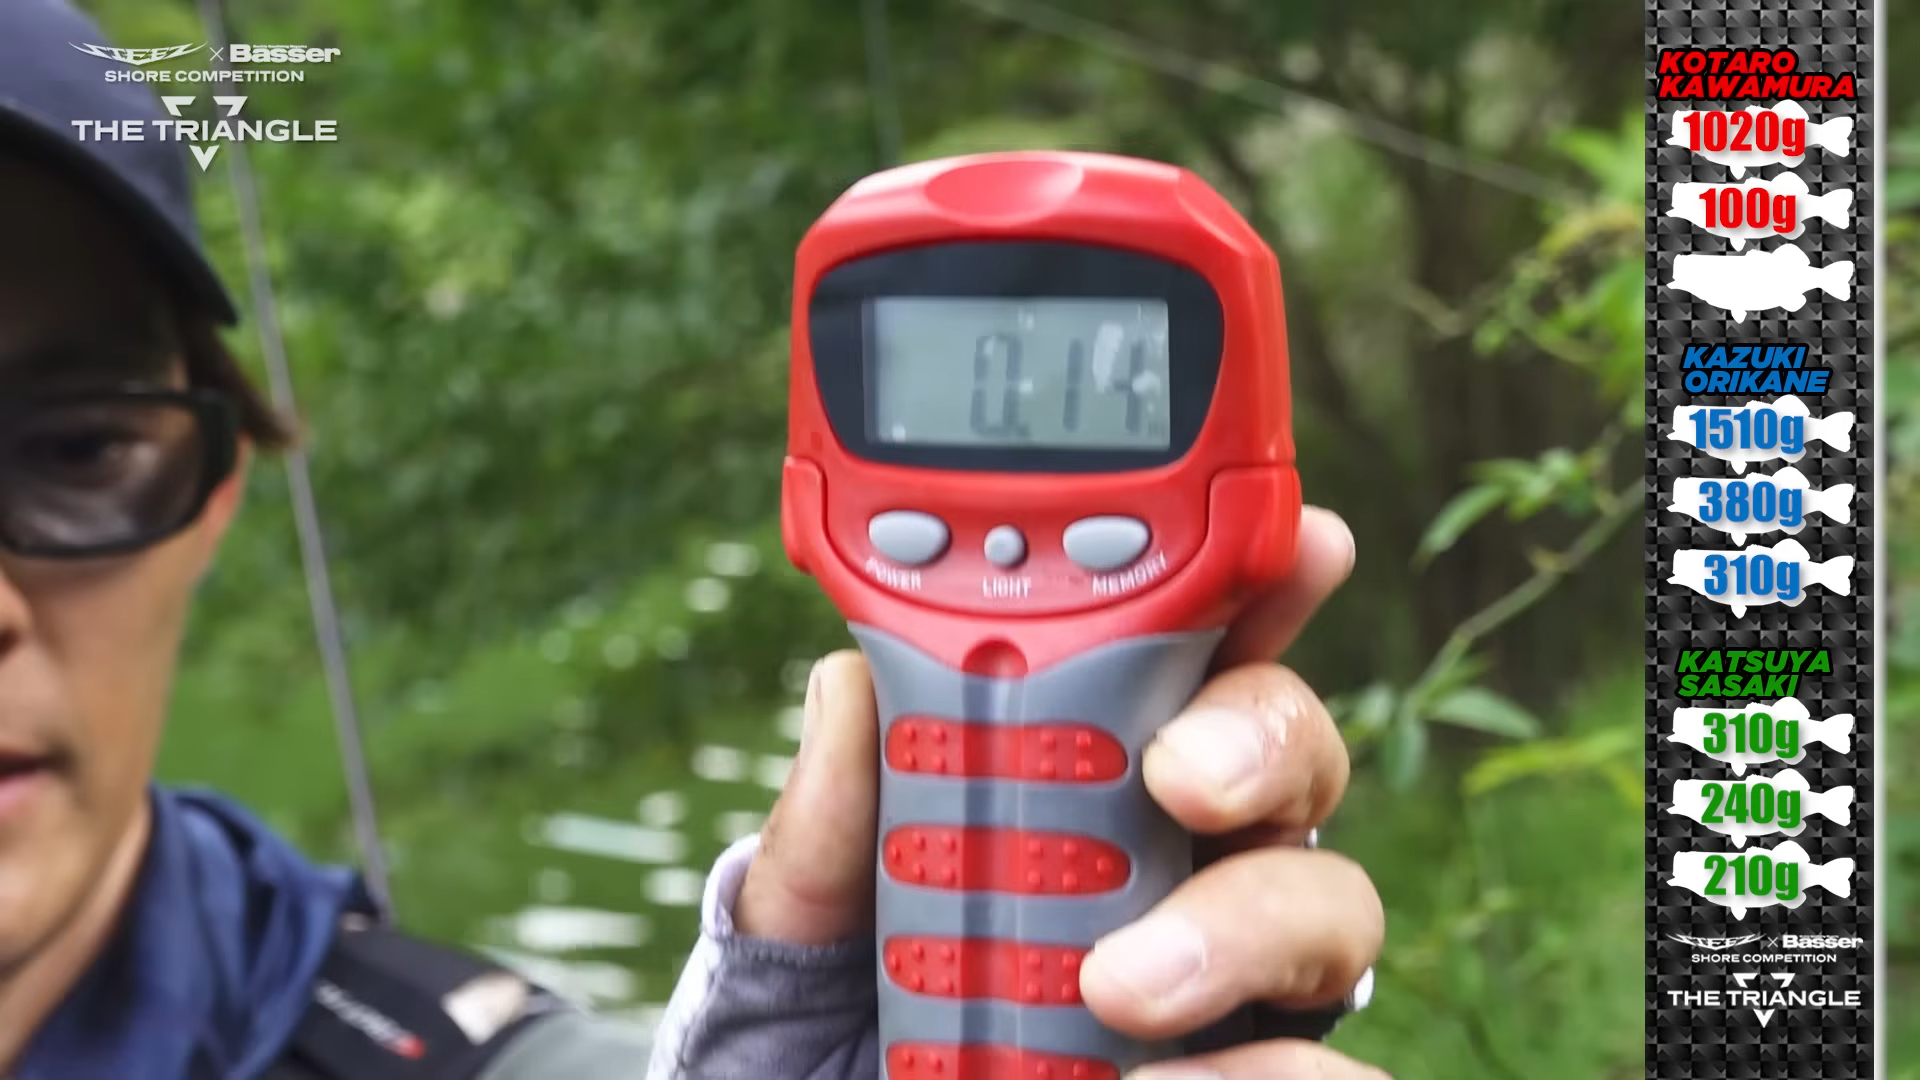 STEEZ × Basser
SHORE COMPETITION
THE TRIANGLE
0.14
POWER
LIGHT
MEMORY
KOTARO
KAWAMURA
1020g
100g
KAZUKI
ORIKANE
1510g
380g
310g
KATSUYA
SASAKI
310g
240g
210g
STEEZ × Basser
SHORE COMPETITION
THE TRIANGLE